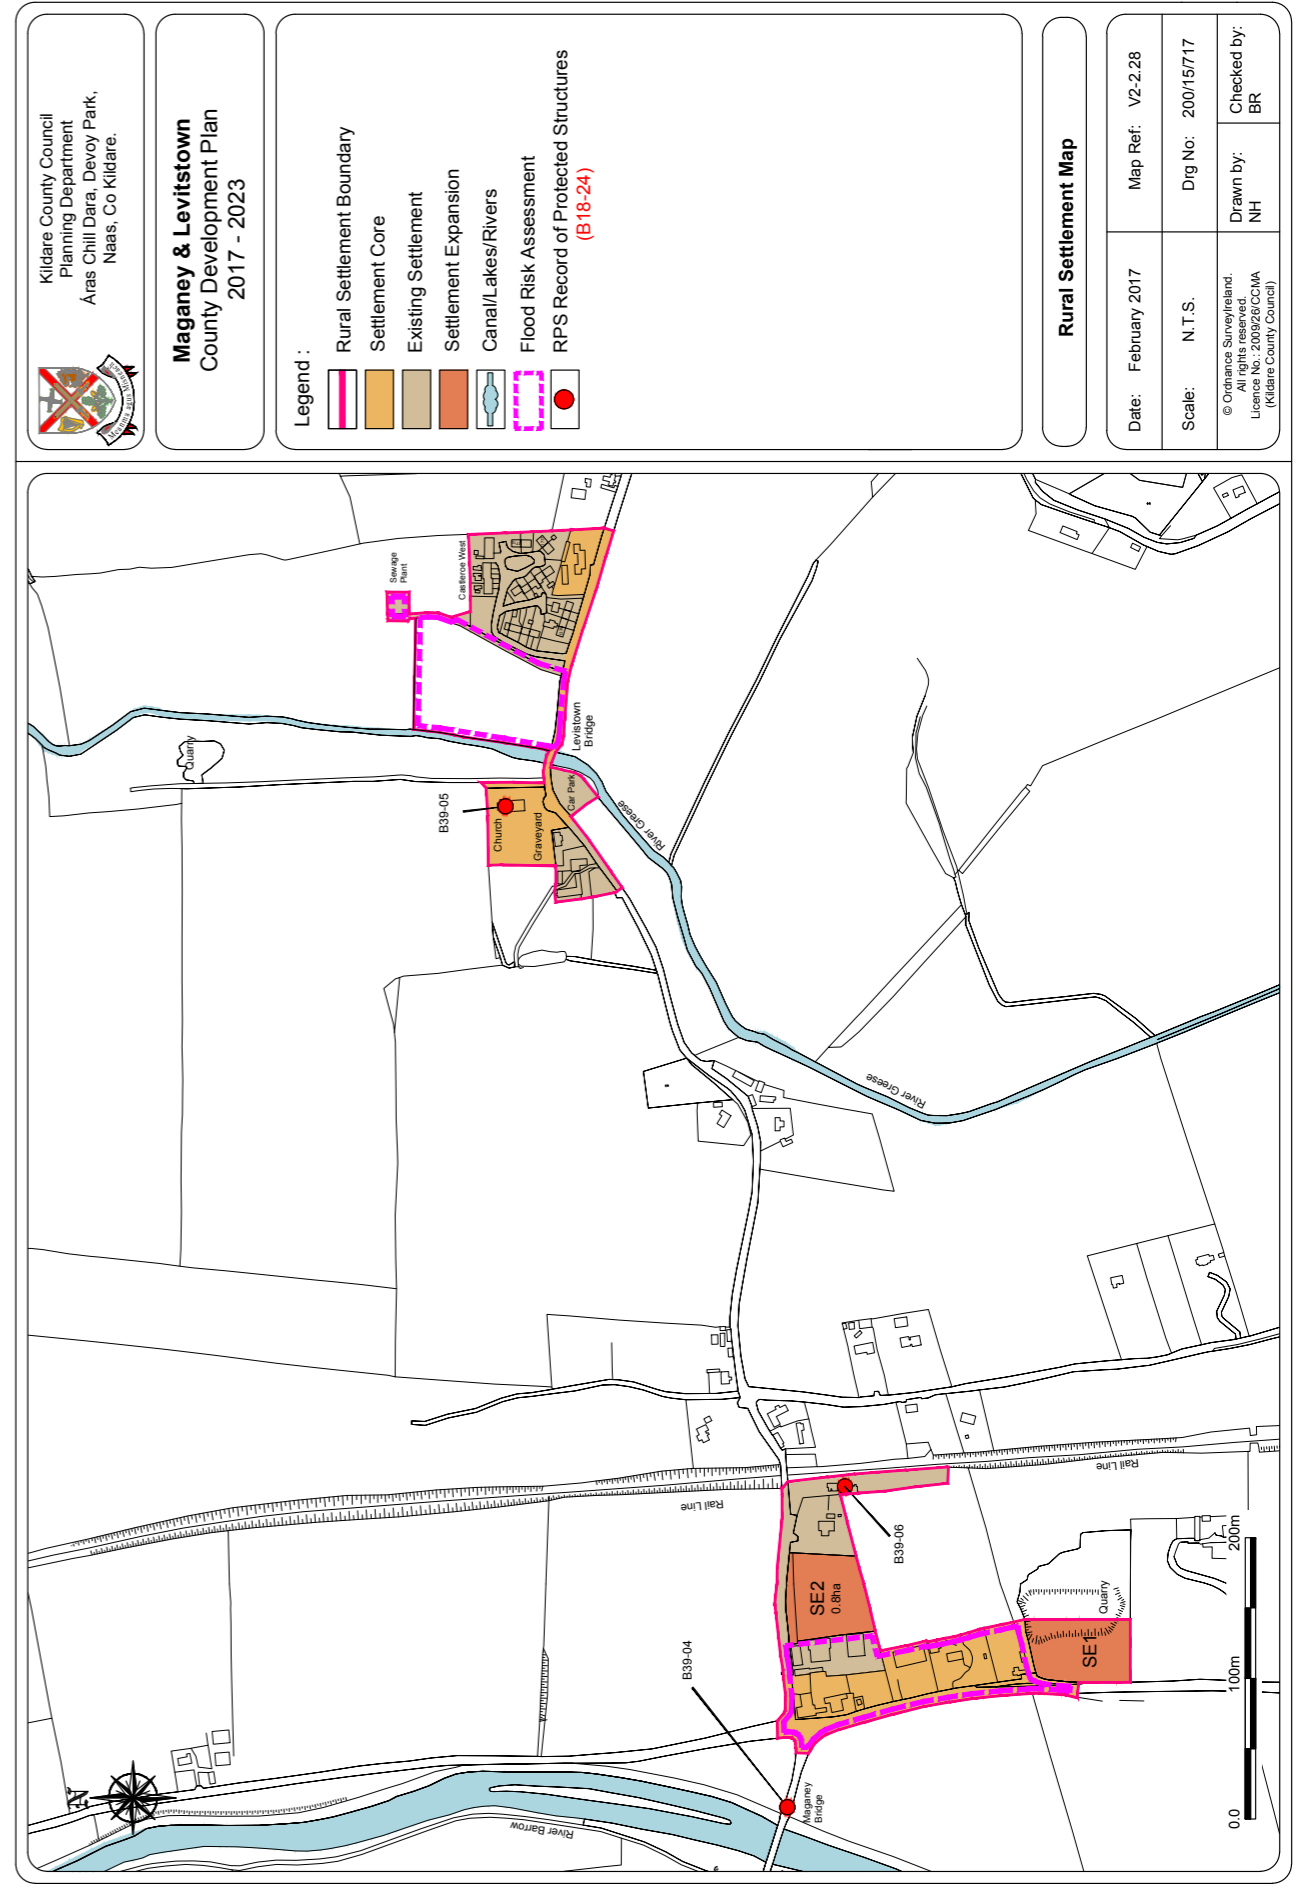 Kildare County Council
Planning Department
Áras Chill Dara, Devoy Park,
Naas, Co Kildare.
Meanma agus Misneach
Maganey & Levitstown
County Development Plan
2017 - 2023
Legend :
Rural Settlement Boundary
Settlement Core
Existing Settlement
Settlement Expansion
Canal/Lakes/Rivers
Flood Risk Assessment
RPS Record of Protected Structures
(B18-24)
Rural Settlement Map
Date: February 2017
Map Ref: V2-2.28
Scale: N.T.S.
Drg No: 200/15/717
© Ordnance SurveyIreland.
All rights reserved.
Licence No.: 2009/26/CCMA
(Kildare County Council)
Drawn by:
NH
Checked by:
BR
Sewage
Plant
Castleroe West
Quarry
Levistown
Bridge
B39-05
Church
Graveyard
Car Park
River Greese
River Greese
Rail Line
Rail Line
B39-06
SE2
0.8ha
SE1
Quarry
B39-04
Maganey
Bridge
River Barrow
N
0.0
100m
200m